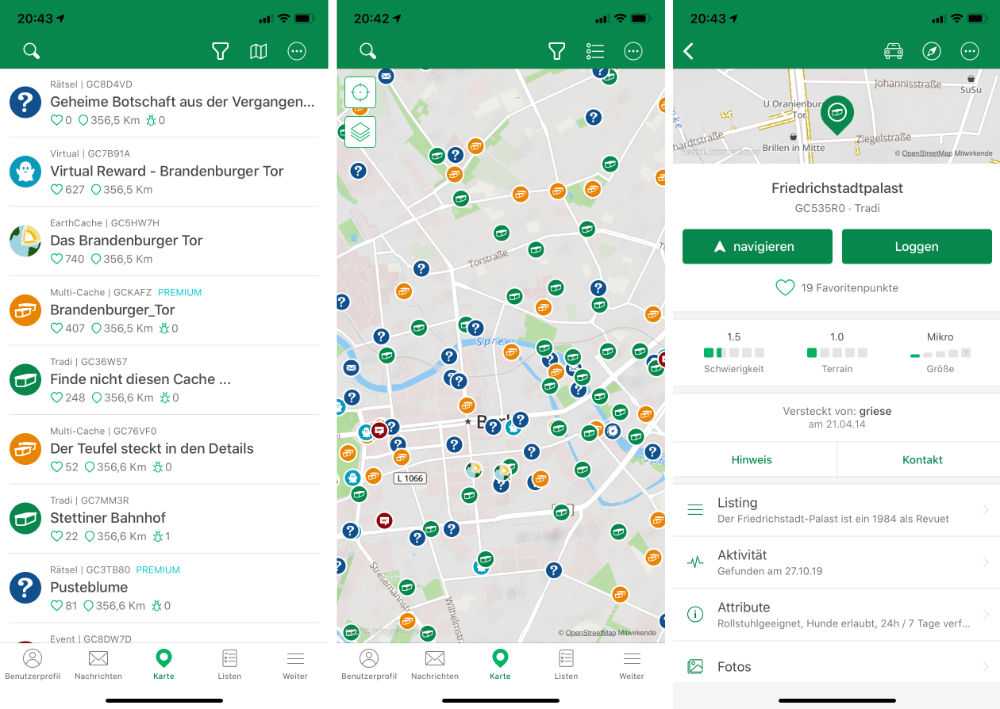 20:43
Rätsel | GC8D4VD
Geheime Botschaft aus der Vergangen...
0 356,5 Km 0
Virtual | GC7B91A
Virtual Reward - Brandenburger Tor
627 356,5 Km
EarthCache | GC5HW7H
Das Brandenburger Tor
740 356,5 Km
Multi-Cache | GCKAFZ PREMIUM
Brandenburger_Tor
407 356,5 Km 0
Tradi | GC36W57
Finde nicht diesen Cache ...
248 356,6 Km 0
Multi-Cache | GC76VF0
Der Teufel steckt in den Details
52 356,6 Km 0
Tradi | GC7MM3R
Stettiner Bahnhof
22 356,6 Km 1
Rätsel | GC3TB80 PREMIUM
Pusteblume
81 356,6 Km 0
Event | GC8DW7D
Benutzerprofil Nachrichten Karte Listen Weiter
20:42
Torstraße
Spree
L 1066
Stresemannstraße
Wilhelmstraße
© OpenStreetMap Mitwirkende
Benutzerprofil Nachrichten Karte Listen Weiter
20:43
Johannisstraße
SuSu
U Oranienburger
Tor
Ziegelstraße
Brillen in Mitte
© OpenStreetMap Mitwirkende
Friedrichstadtpalast
GC535R0 · Tradi
navigieren
Loggen
19 Favoritenpunkte
1.5 1.0 Mikro
Schwierigkeit Terrain Größe
Versteckt von: griese
am 21.04.14
Hinweis
Kontakt
Listing
Der Friedrichstadt-Palast ist ein 1984 als Revuet
Aktivität
Gefunden am 27.10.19
Attribute
Rollstuhlgeeignet, Hunde erlaubt, 24h / 7 Tage verf...
Fotos